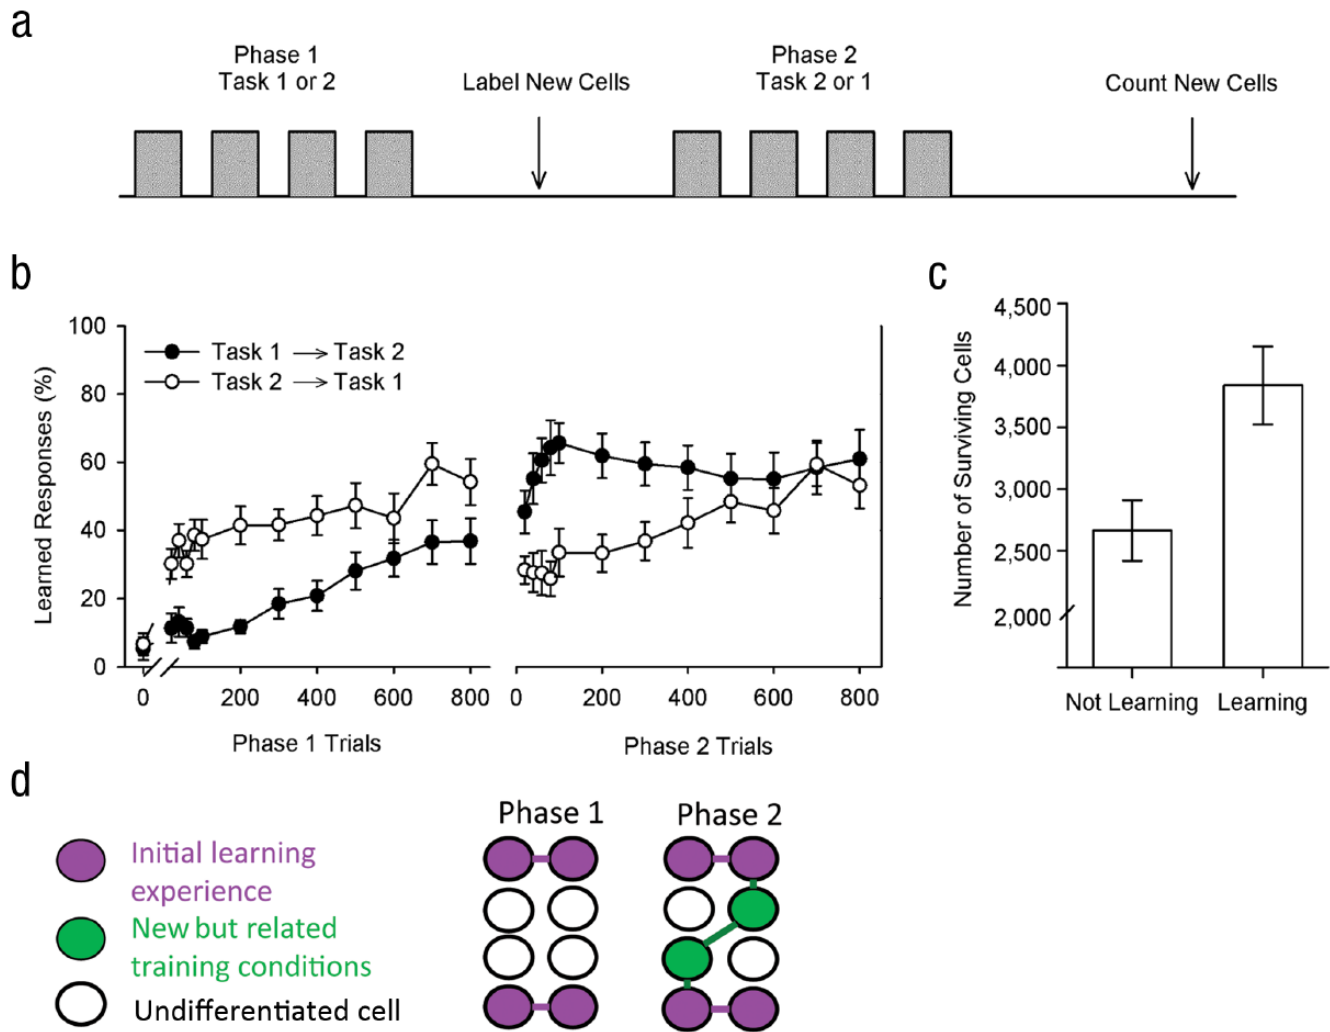 a
Phase 1
Task 1 or 2
Label New Cells
Phase 2
Task 2 or 1
Count New Cells
b
Learned Responses (%)
100
80
60
40
20
0
Task 1 → Task 2
Task 2 → Task 1
0 200 400 600 800
Phase 1 Trials
0 200 400 600 800
Phase 2 Trials
c
Number of Surviving Cells
4,500
4,000
3,500
3,000
2,500
2,000
Not Learning Learning
d
Initial learning
experience
New but related
training conditions
Undifferentiated cell
Phase 1
Phase 2